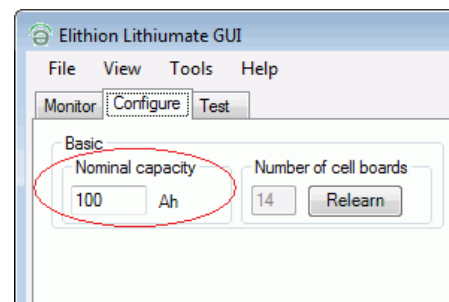 Elithion Lithiumate GUI
File View Tools Help
Monitor Configure Test
Basic
Nominal capacity Number of cell boards
100 Ah 14 Relearn